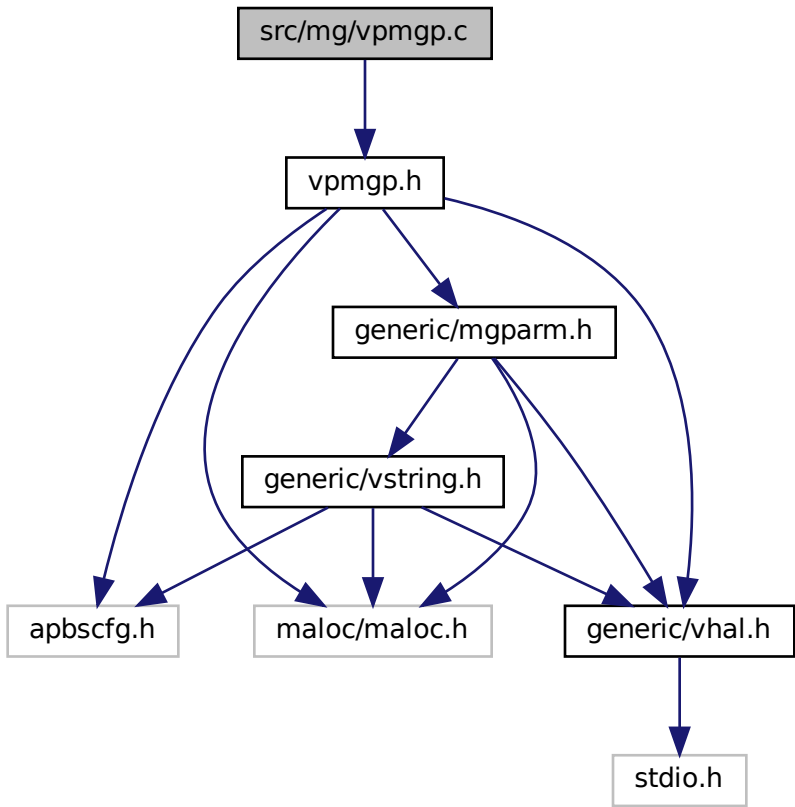 src/mg/vpmgp.c
vpmgp.h
generic/mgparm.h
generic/vstring.h
apbscfg.h
maloc/maloc.h
generic/vhal.h
stdio.h